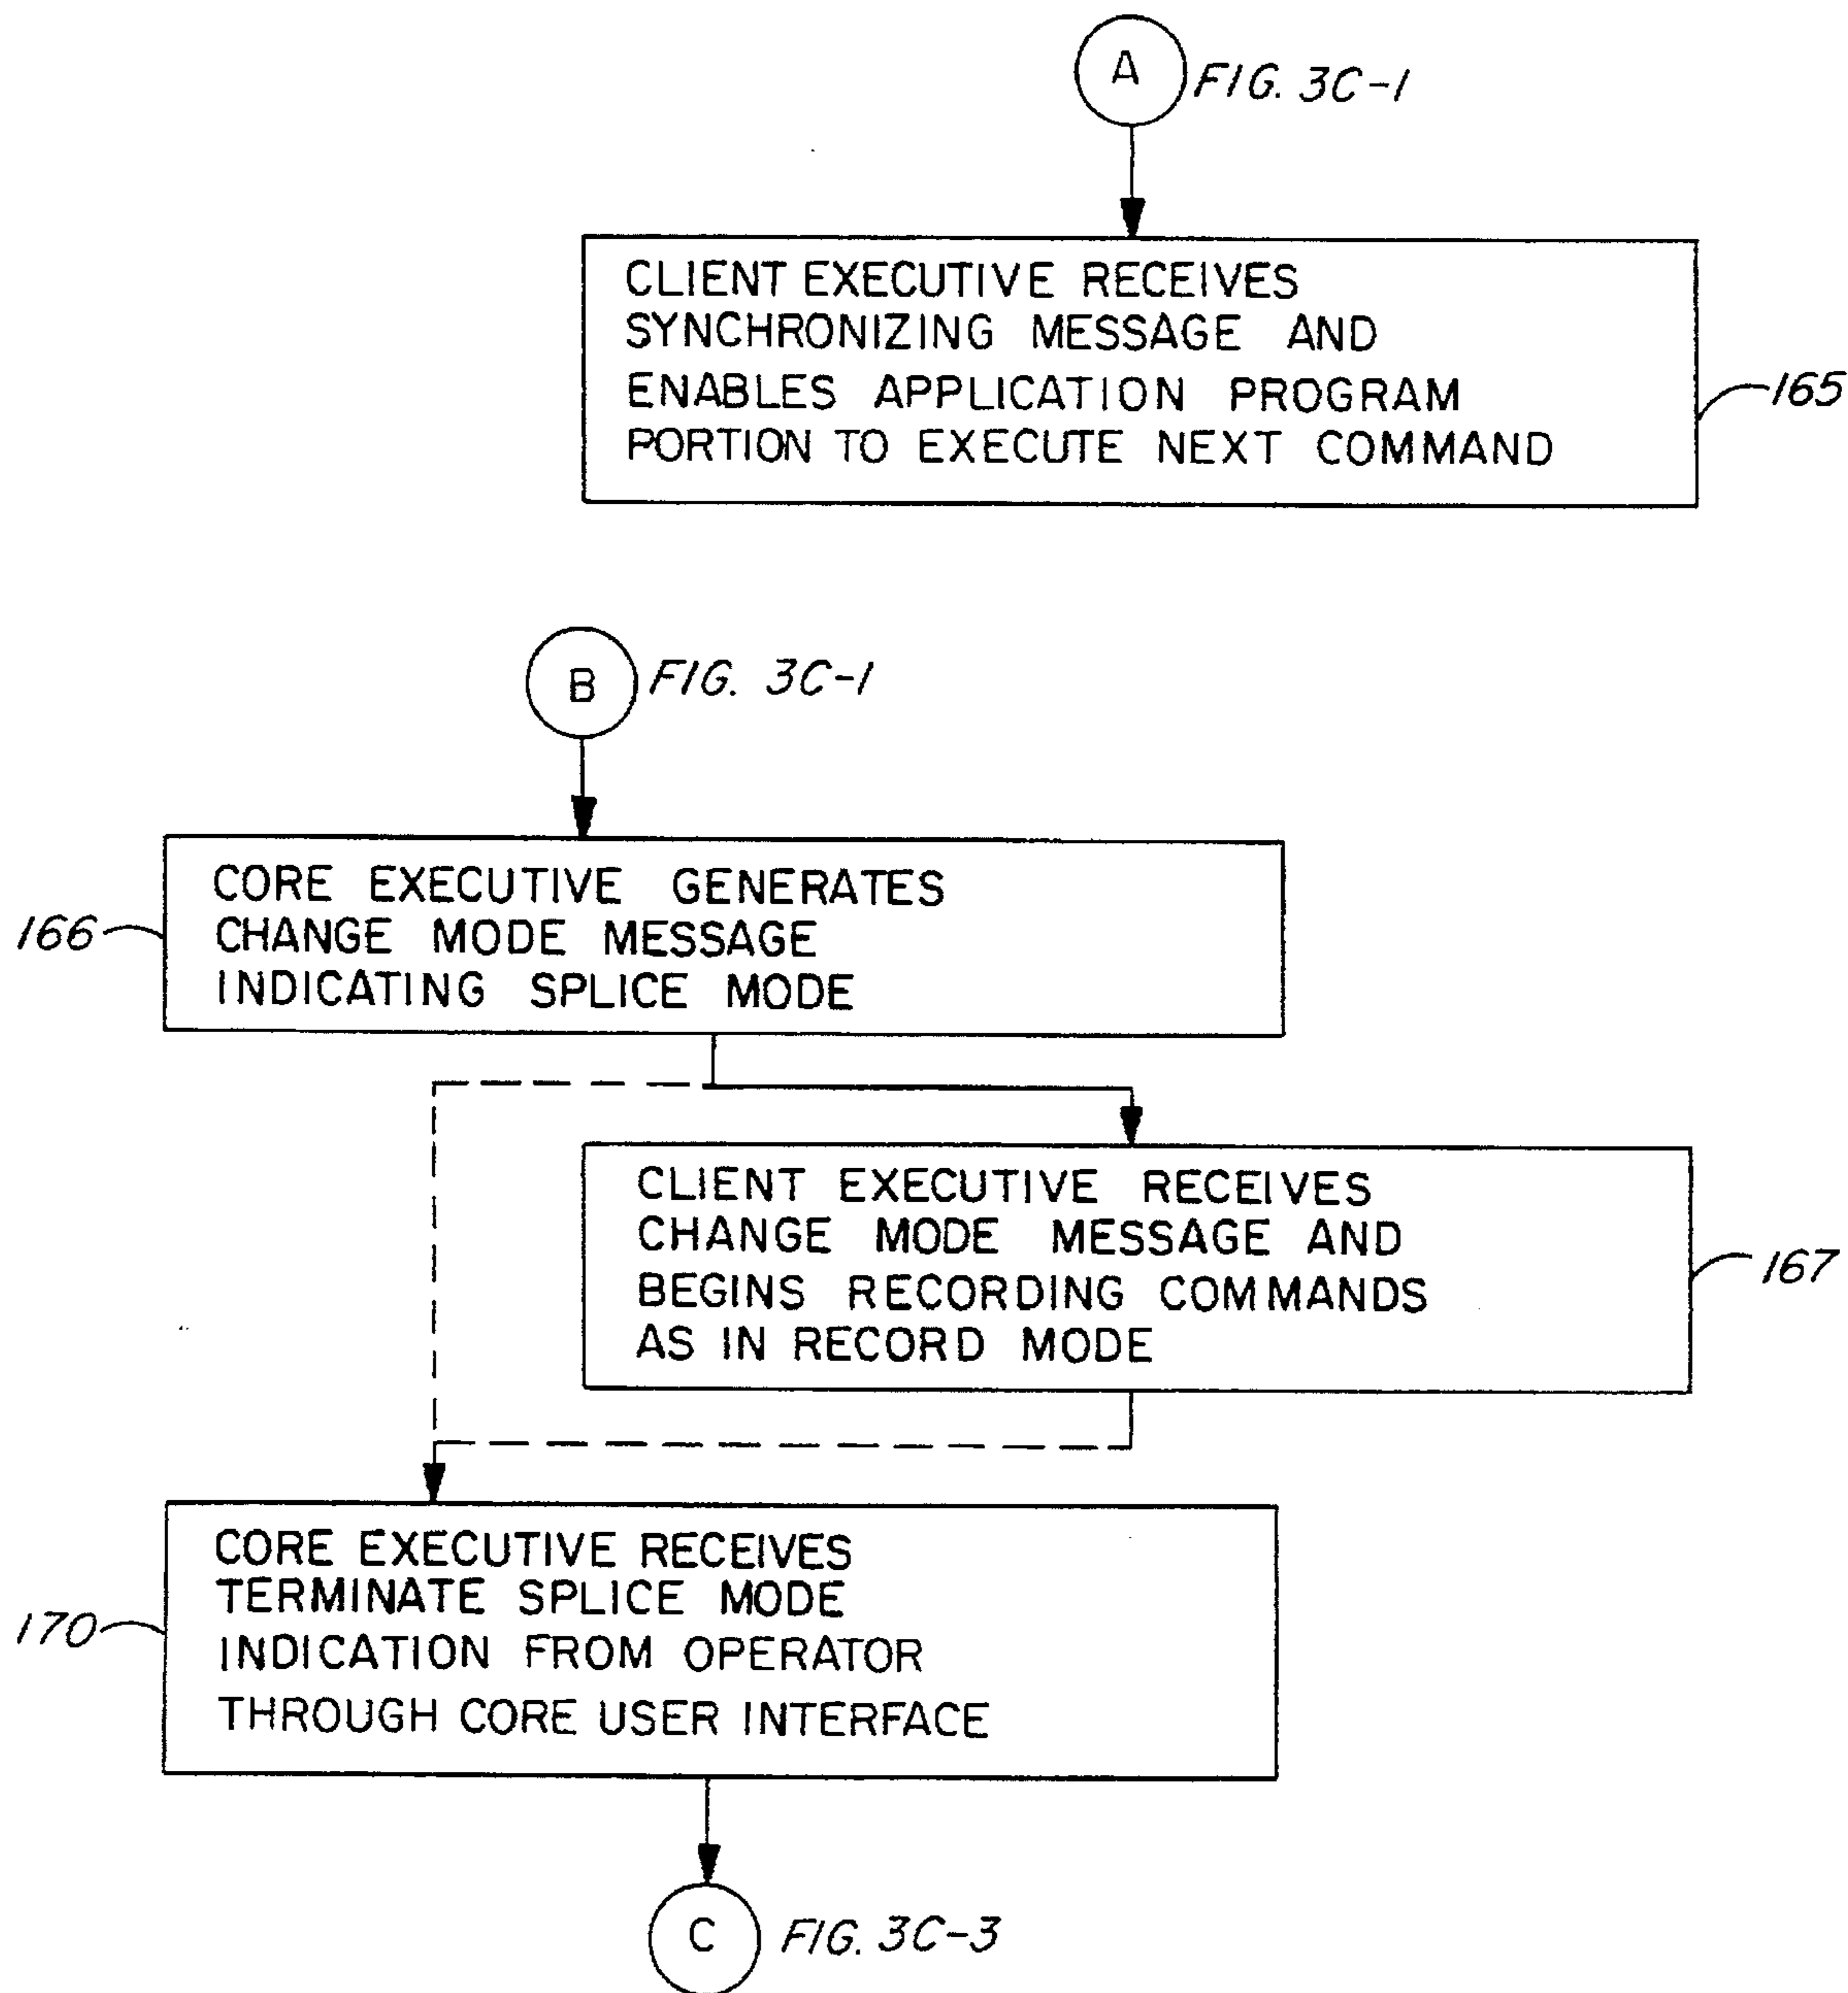 A FIG. 3C-1
CLIENT EXECUTIVE RECEIVES
SYNCHRONIZING MESSAGE AND
ENABLES APPLICATION PROGRAM
PORTION TO EXECUTE NEXT COMMAND
165
B FIG. 3C-1
CORE EXECUTIVE GENERATES
CHANGE MODE MESSAGE
INDICATING SPLICE MODE
166
CLIENT EXECUTIVE RECEIVES
CHANGE MODE MESSAGE AND
BEGINS RECORDING COMMANDS
AS IN RECORD MODE
167
CORE EXECUTIVE RECEIVES
TERMINATE SPLICE MODE
INDICATION FROM OPERATOR
THROUGH CORE USER INTERFACE
170
C FIG. 3C-3